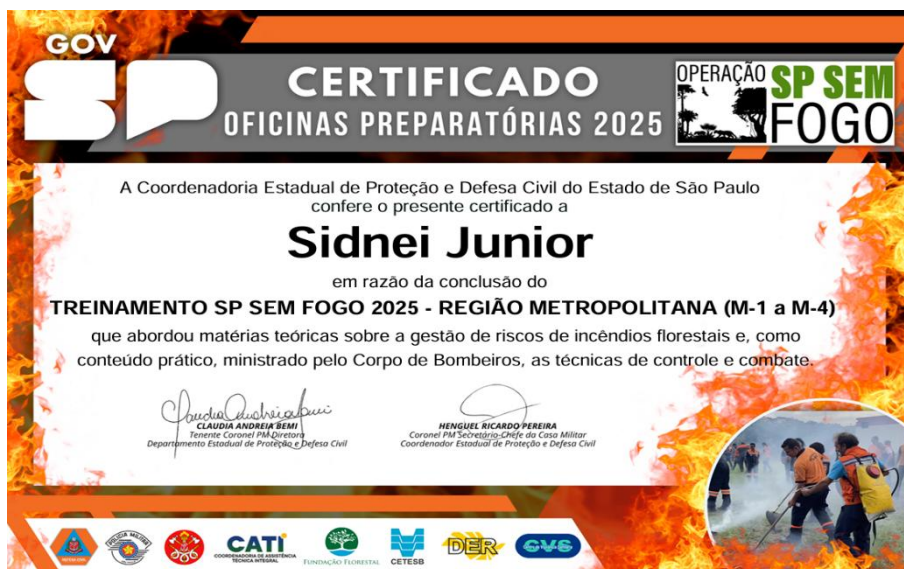 GOV
SP
CERTIFICADO
OFICINAS PREPARATÓRIAS 2025
OPERAÇÃO SP SEM
FOGO
A Coordenadoria Estadual de Proteção e Defesa Civil do Estado de São Paulo
confere o presente certificado a
Sidnei Junior
em razão da conclusão do
TREINAMENTO SP SEM FOGO 2025 - REGIÃO METROPOLITANA (M-1 a M-4)
que abordou matérias teóricas sobre a gestão de riscos de incêndios florestais e, como
conteúdo prático, ministrado pelo Corpo de Bombeiros, as técnicas de controle e combate.
CLAUDIA ANDREIA BEMI
Tenente Coronel PM Diretora
Departamento Estadual de Proteção e Defesa Civil
HENGUEL RICARDO PEREIRA
Coronel PM Secretário-Chefe da Casa Militar
Coordenador Estadual de Proteção e Defesa Civil
POLÍCIA MILITAR
CATI
COORDENADORIA DE ASSISTÊNCIA
TÉCNICA INTEGRAL
FUNDAÇÃO FLORESTAL
CETESB
DER
CVS